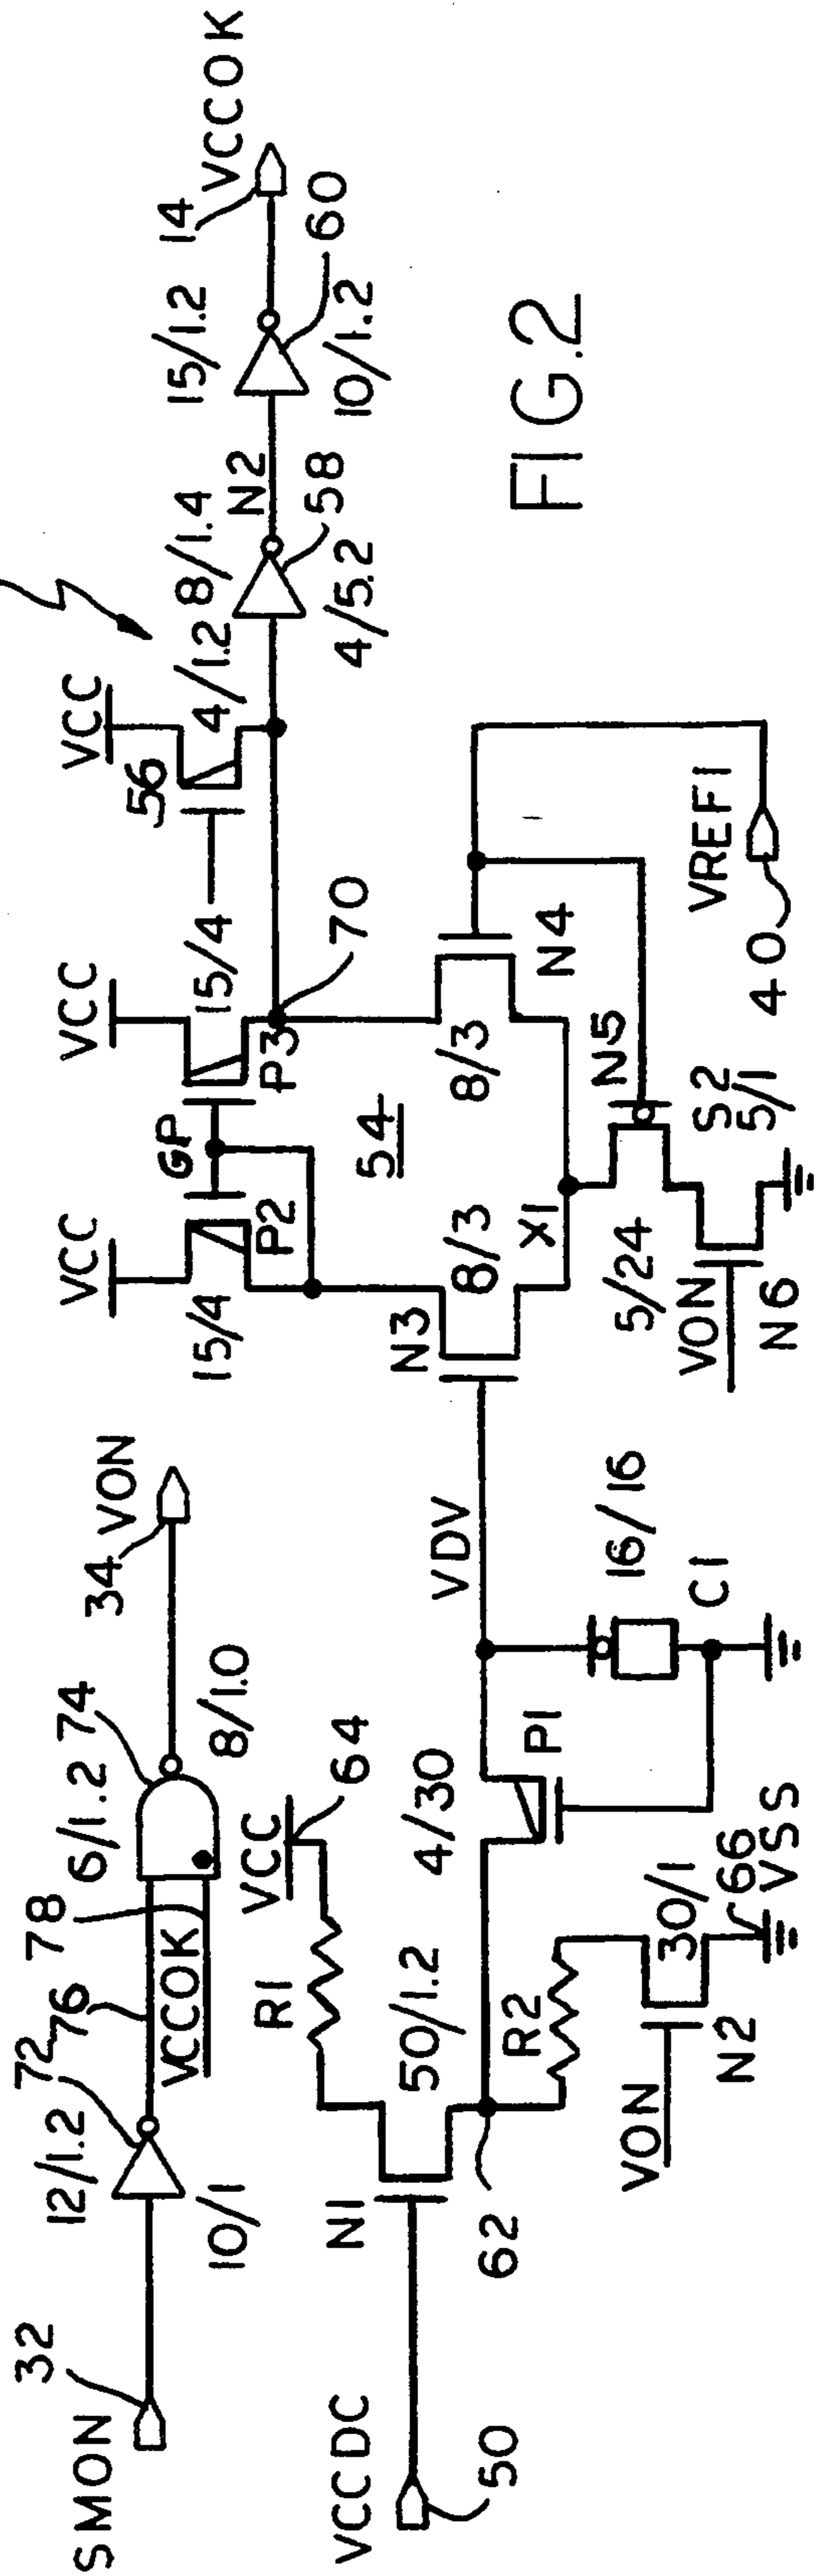 SMON
32
12/1.2
72
10/1
76
78
VCCOK
6/1.2
74
8/1.0
34
VON
VCCDC
50
N1
50/1.2
R1
VCC
64
62
R2
VON
N2
30/1
66
VSS
4/30
P1
VDV
16/16
C1
VCC
15/4
P2
GP
VCC
15/4
P3
70
54
N3
8/3
8/3
N4
X1
5/24
N5
S2
5/1
VON
N6
VREF1
40
VCC
56
4/1.2
8/1.4
4/5.2
58
N2
15/1.2
10/1.2
60
14
VCCOK
FIG.2